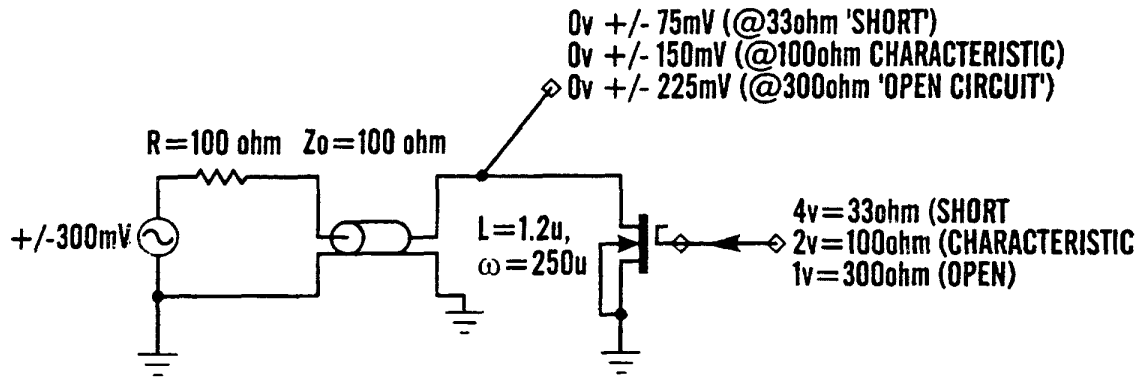 0v +/- 75mV (@33ohm 'SHORT')
0v +/- 150mV (@100ohm CHARACTERISTIC)
0v +/- 225mV (@300ohm 'OPEN CIRCUIT')
R=100 ohm Zo=100 ohm
+/-300mV
L=1.2u,
ω=250u
4v=33ohm (SHORT
2v=100ohm (CHARACTERISTIC
1v=300ohm (OPEN)